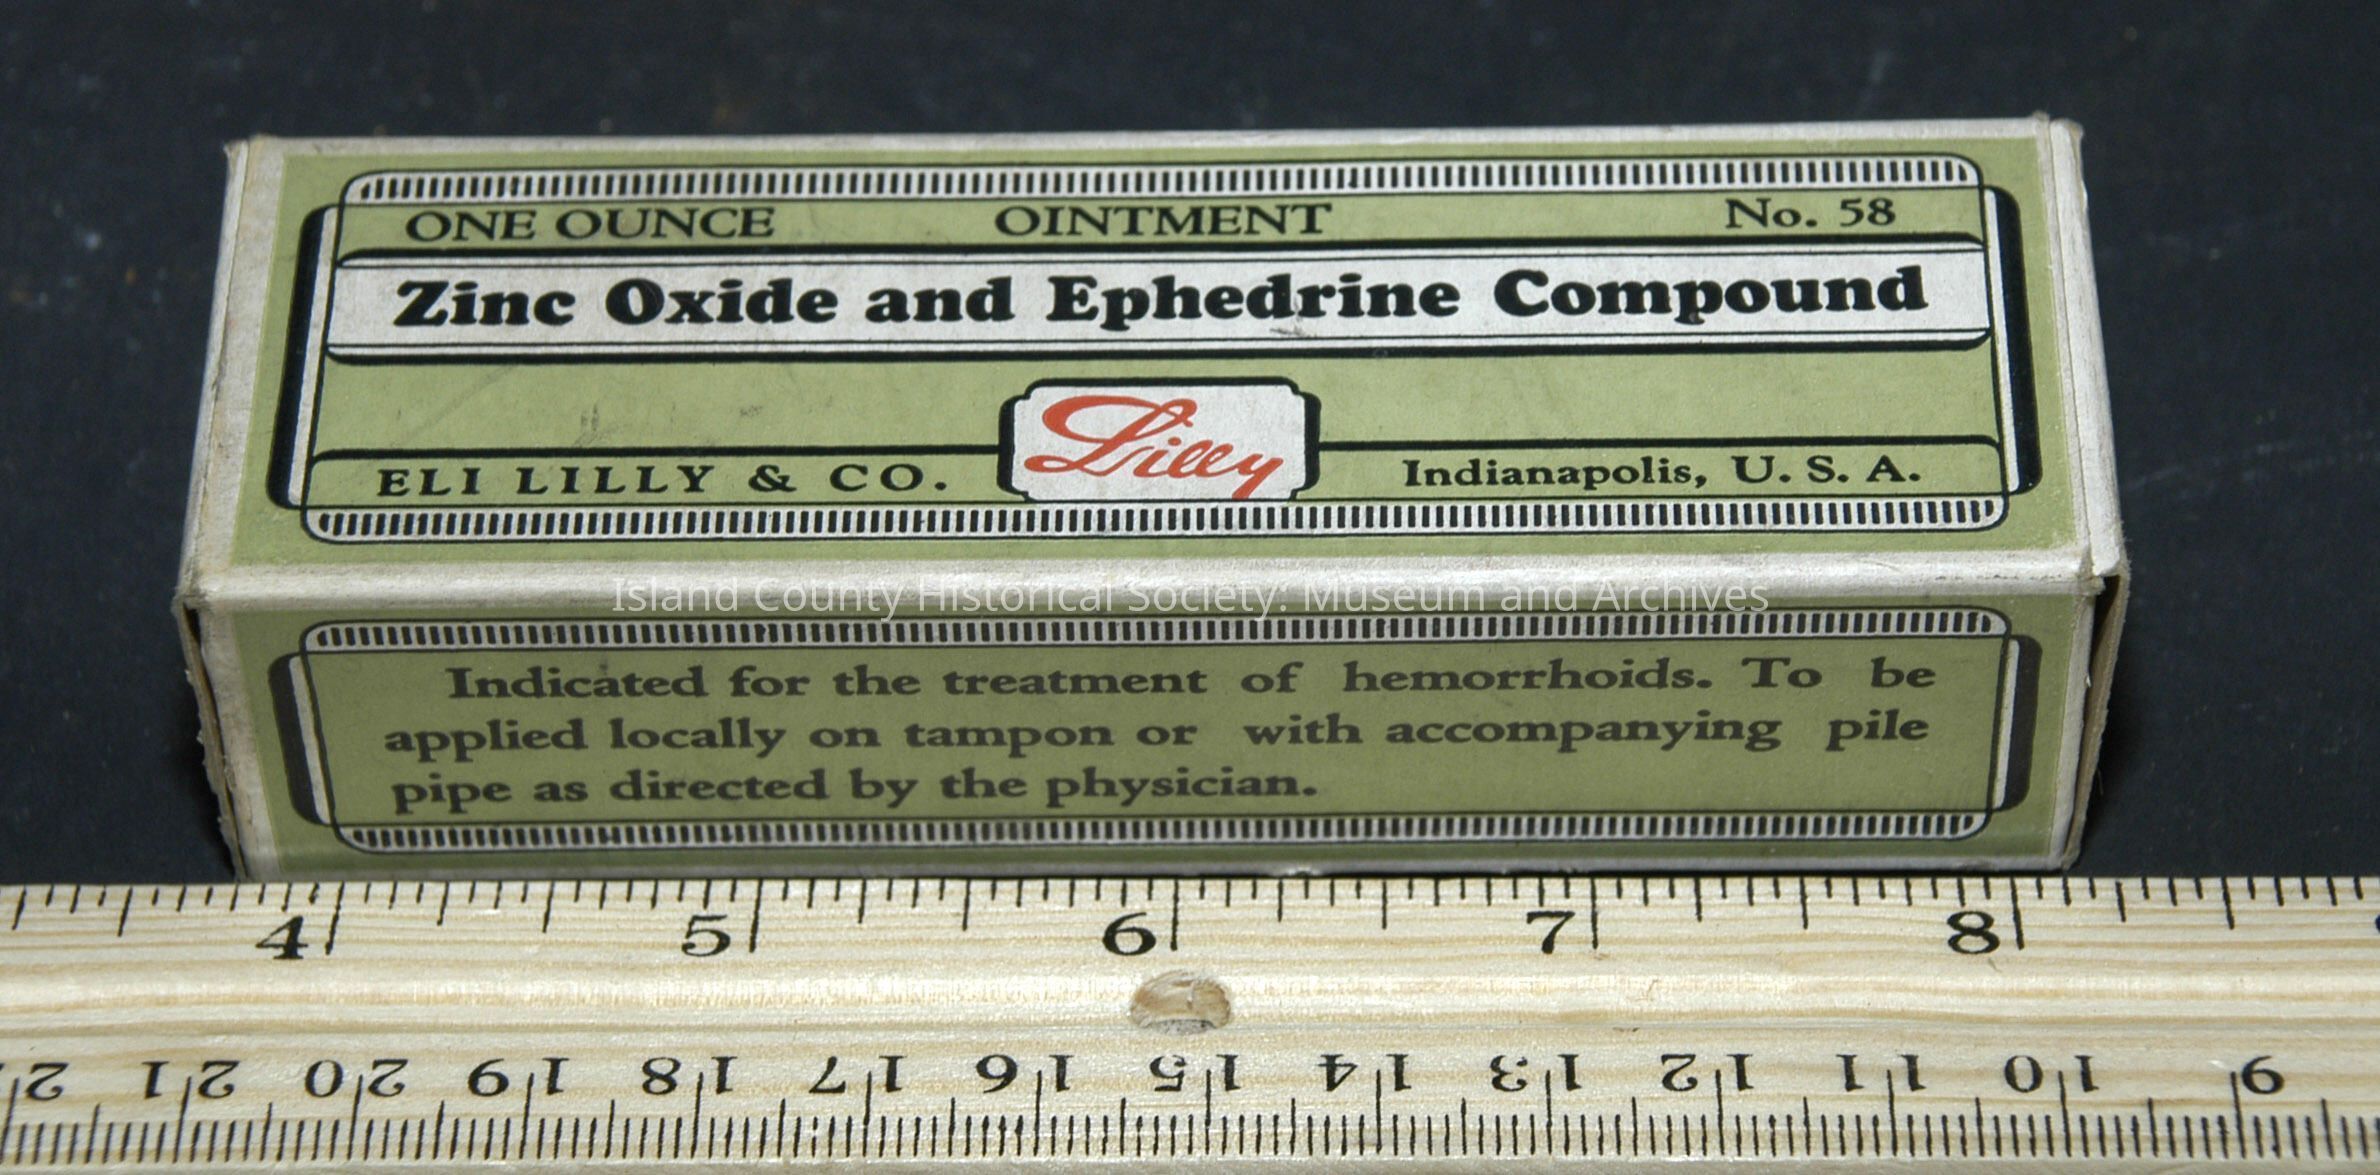 ONE OUNCE OINTMENT No. 58
Zinc Oxide and Ephedrine Compound
Lilly
ELI LILLY & CO. Indianapolis, U. S. A.
Island County Historical Society: Museum and Archives
Indicated for the treatment of hemorrhoids. To be
applied locally on tampon or with accompanying pile
pipe as directed by the physician.
4 5 6 7 8
22 21 20 19 18 17 16 15 14 13 12 11 10 9